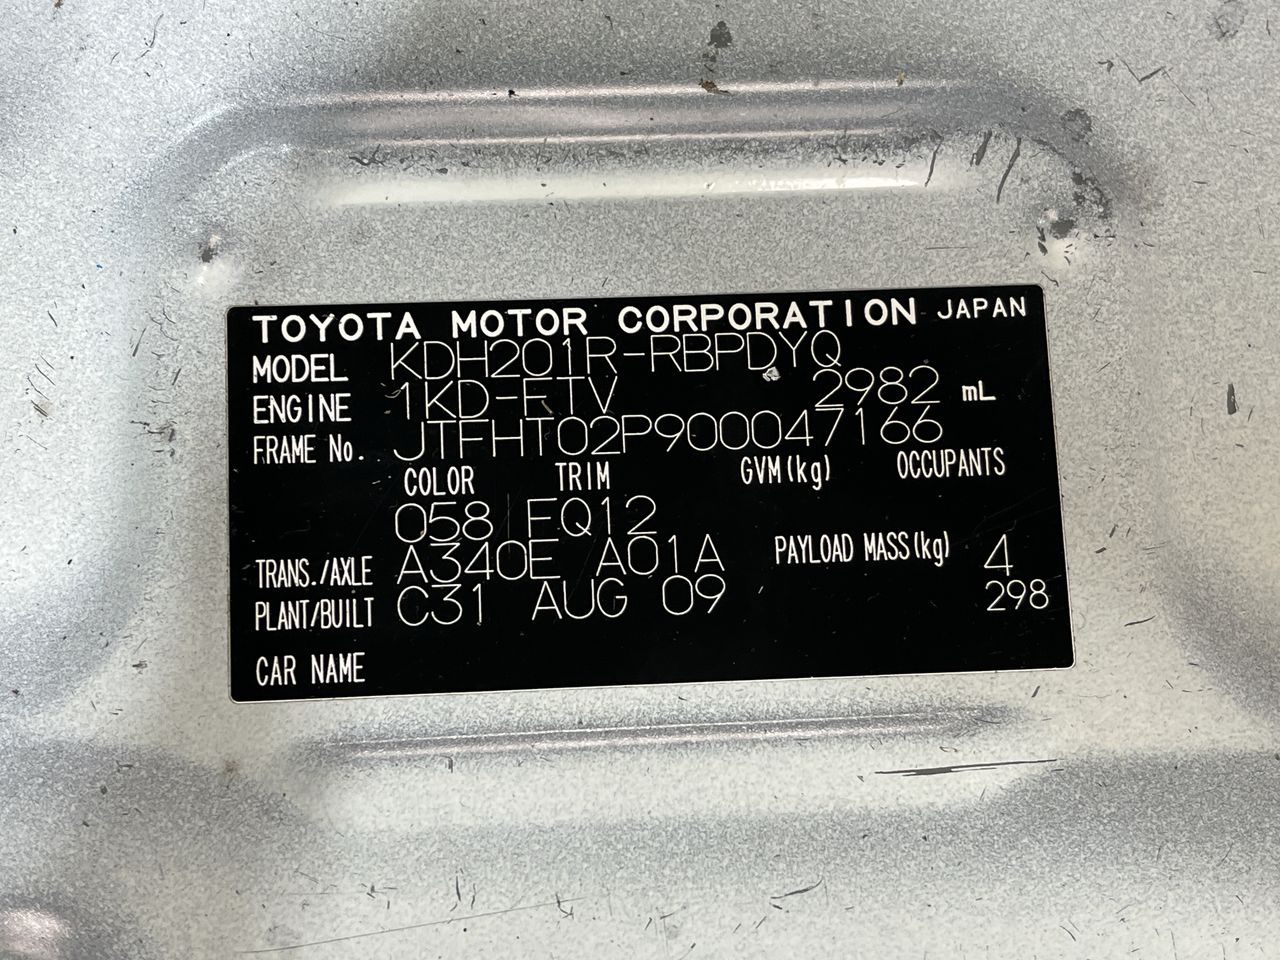 TOYOTA MOTOR CORPORATION JAPAN
MODEL KDH201R-RBPDYQ
ENGINE 1KD-FTV 2982 mL
FRAME No. JTFHT02P900047166
COLOR TRIM GVM(kg) OCCUPANTS
058 FQ12
TRANS./AXLE A340E A01A PAYLOAD MASS(kg) 4
PLANT/BUILT C31 AUG 09 298
CAR NAME